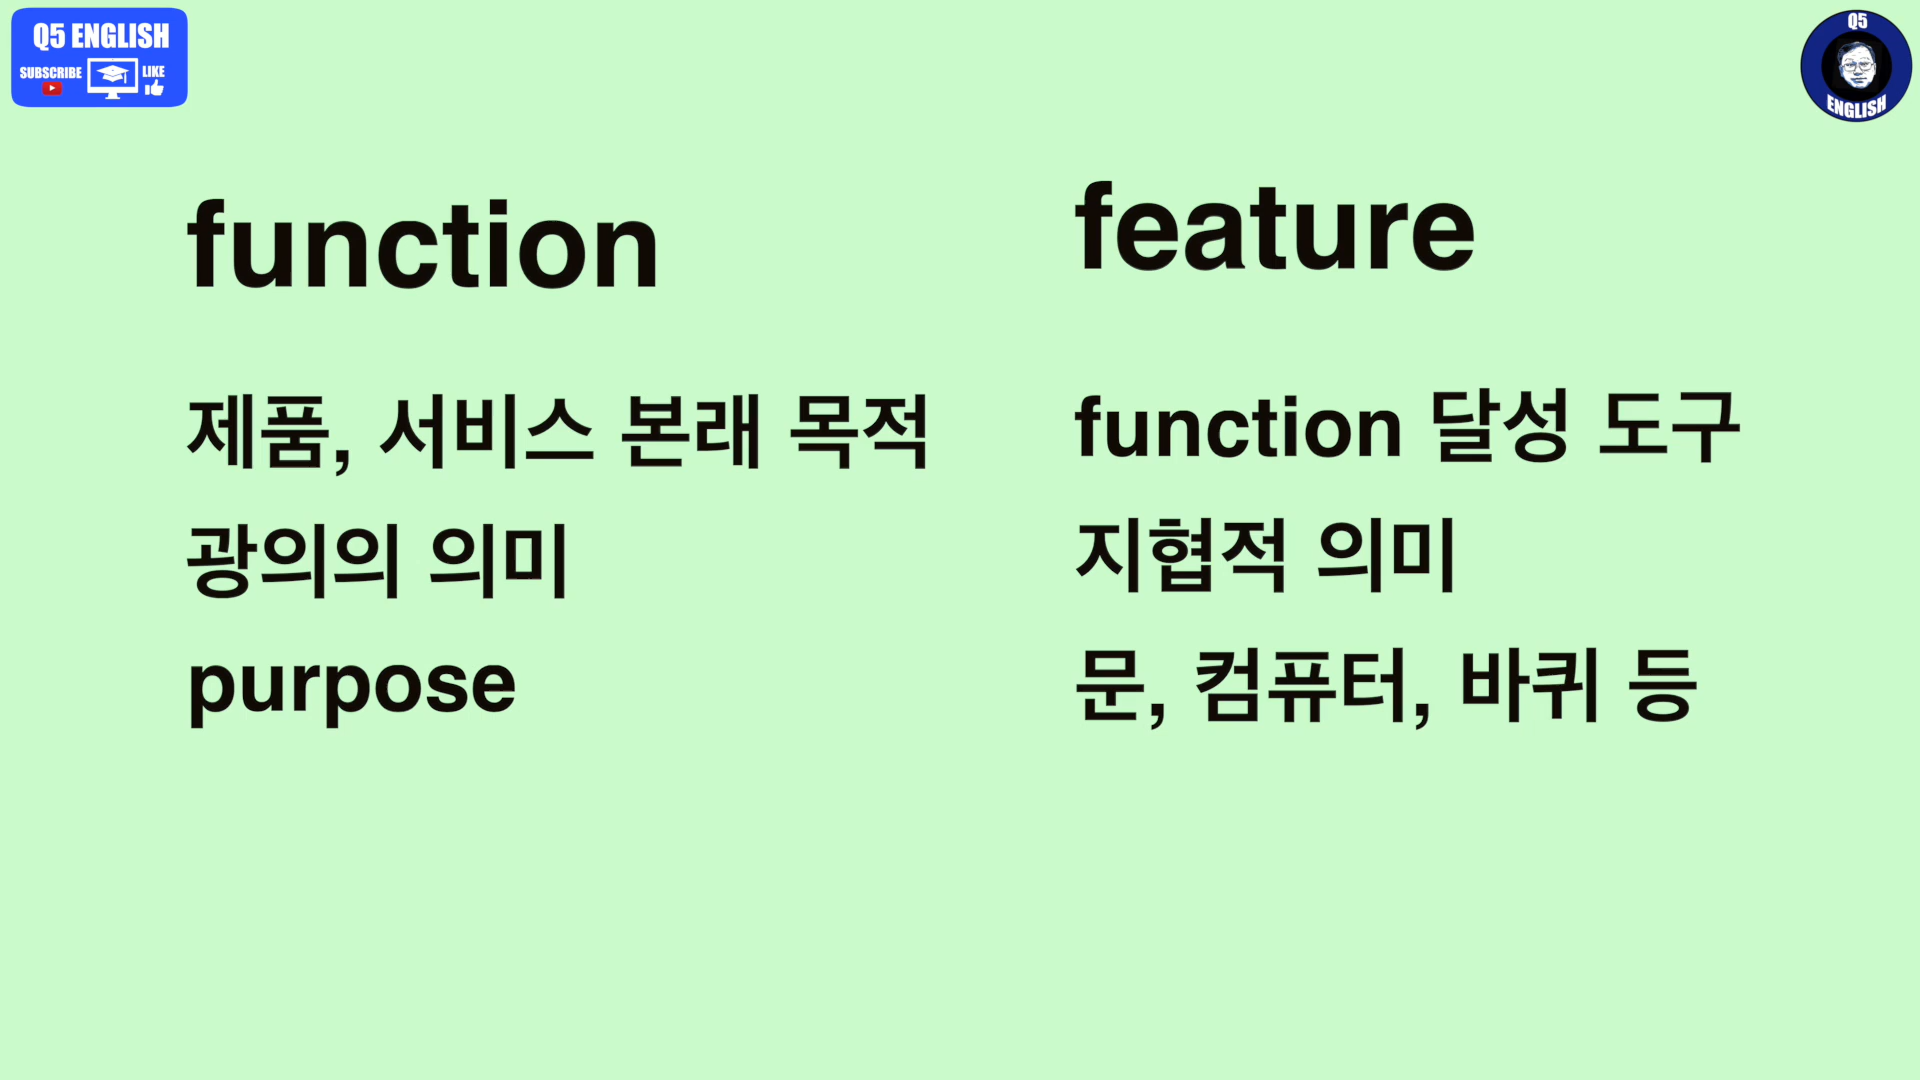 Q5 ENGLISH
SUBSCRIBE
LIKE
Q5
ENGLISH
function
제품, 서비스 본래 목적
광의의 의미
purpose
feature
function 달성 도구
지협적 의미
문, 컴퓨터, 바퀴 등